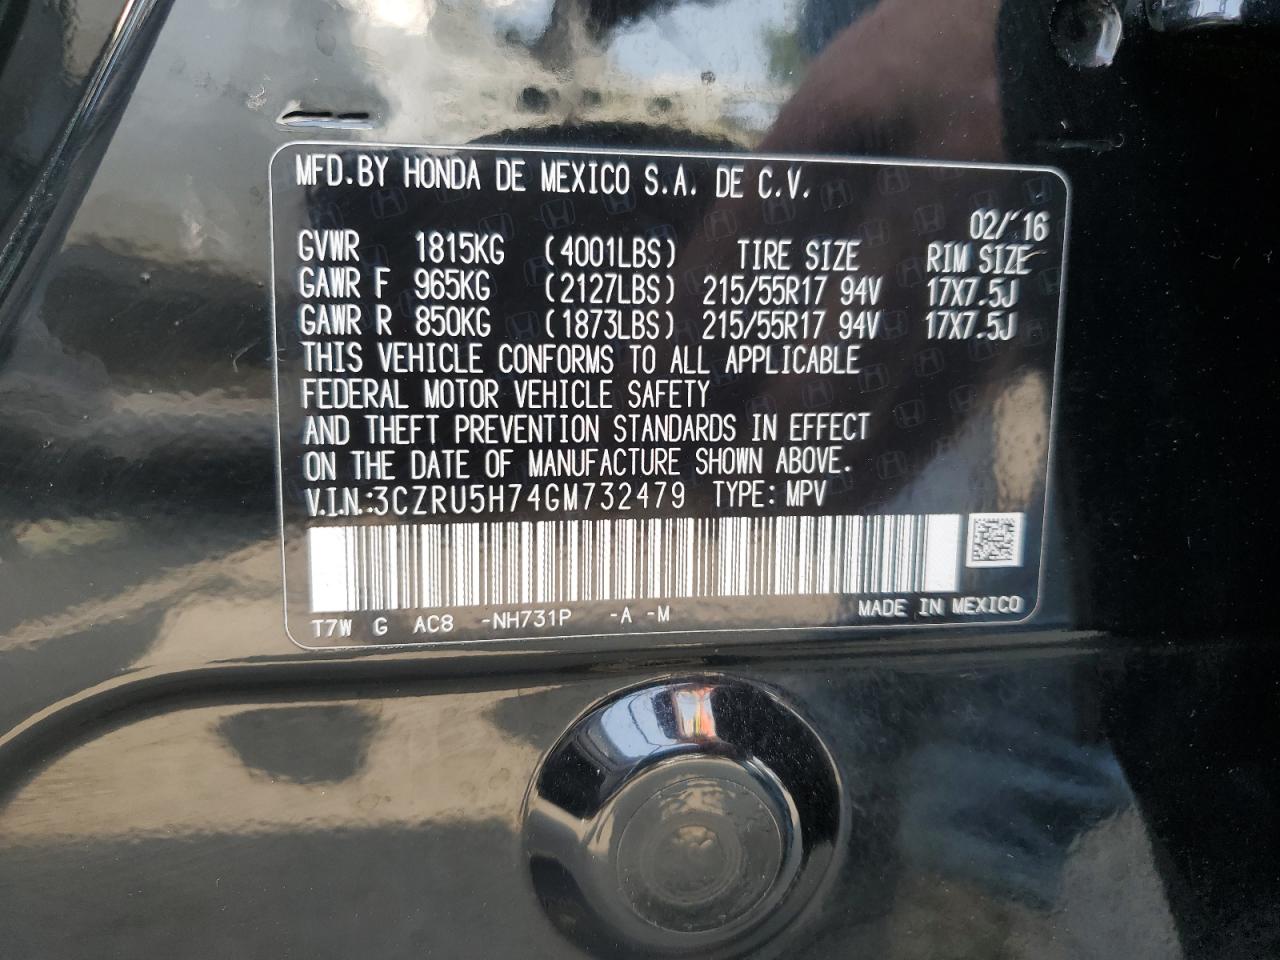 MFD.BY HONDA DE MEXICO S.A. DE C.V.
02/'16
GVWR 1815KG (4001LBS) TIRE SIZE RIM SIZE
GAWR F 965KG (2127LBS) 215/55R17 94V 17X7.5J
GAWR R 850KG (1873LBS) 215/55R17 94V 17X7.5J
THIS VEHICLE CONFORMS TO ALL APPLICABLE
FEDERAL MOTOR VEHICLE SAFETY
AND THEFT PREVENTION STANDARDS IN EFFECT
ON THE DATE OF MANUFACTURE SHOWN ABOVE.
V.I.N.:3CZRU5H74GM732479 TYPE: MPV
T7W G AC8 -NH731P -A -M MADE IN MEXICO